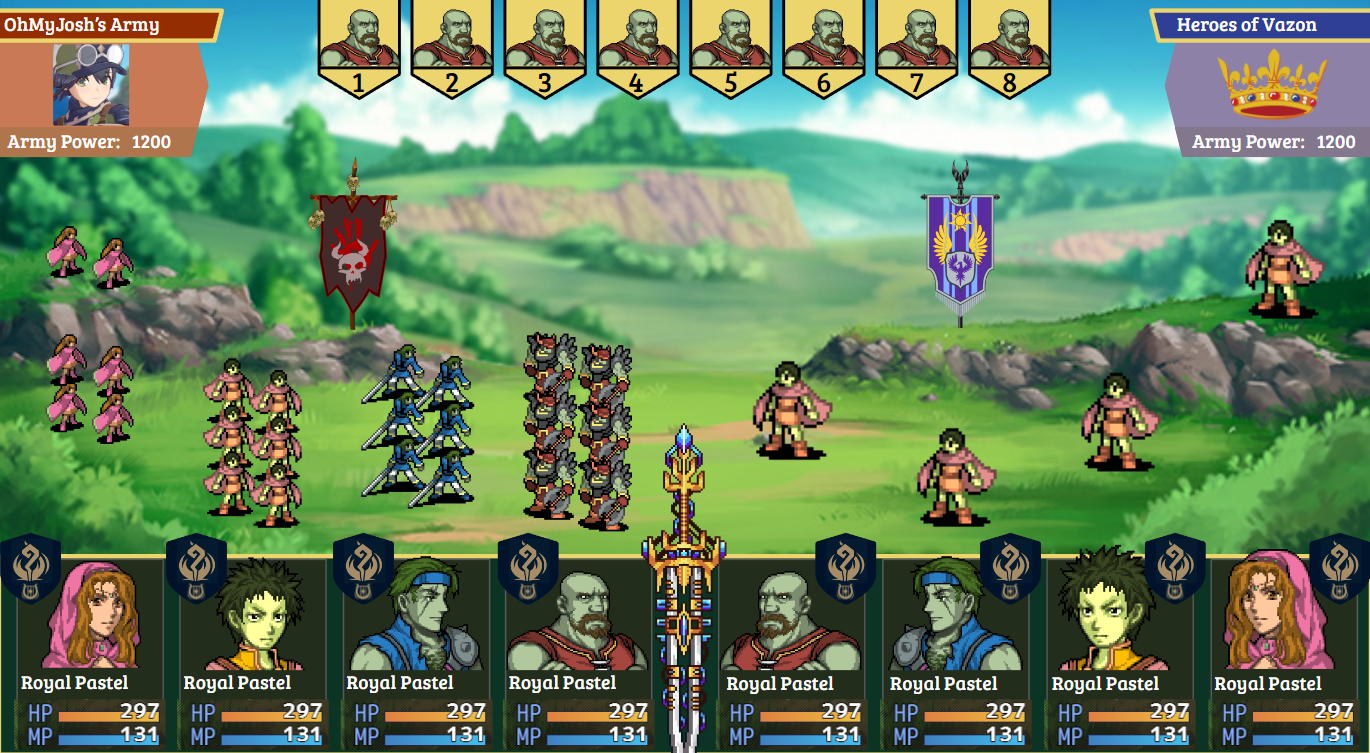 OhMyJosh's Army
Heroes of Vazon
1 2 3 4 5 6 7 8
Army Power: 1200
Army Power: 1200
Royal Pastel Royal Pastel Royal Pastel Royal Pastel Royal Pastel Royal Pastel Royal Pastel Royal Pastel
HP 297 HP 297 HP 297 HP 297 HP 297 HP 297 HP 297 HP 297
MP 131 MP 131 MP 131 MP 131 MP 131 MP 131 MP 131 MP 131